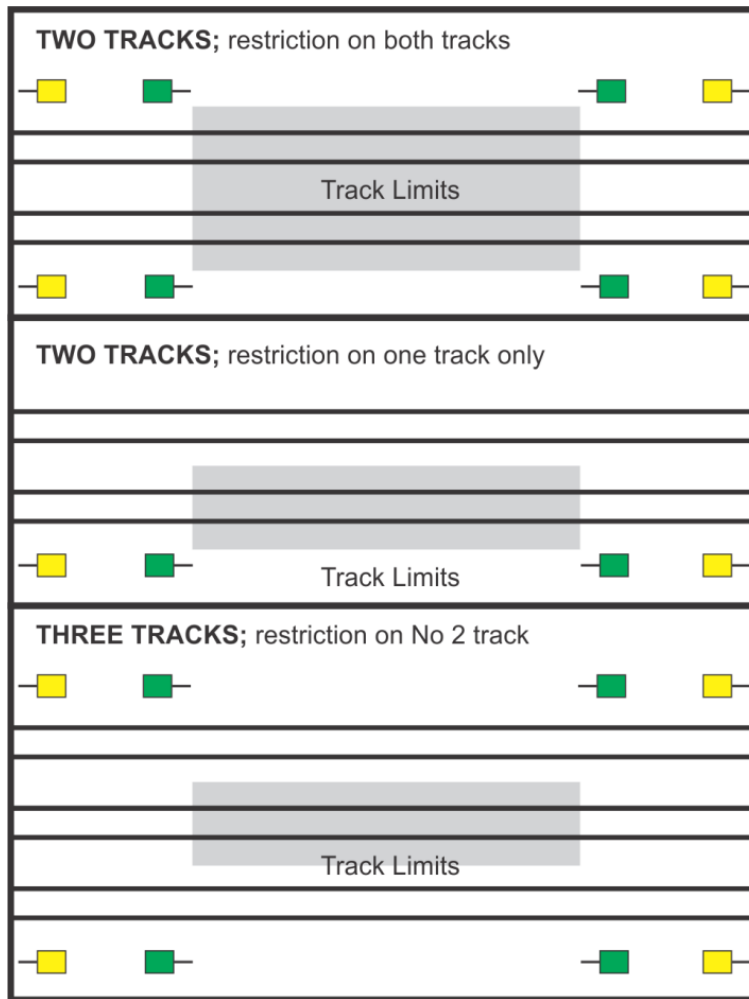 TWO TRACKS; restriction on both tracks
Track Limits
TWO TRACKS; restriction on one track only
Track Limits
THREE TRACKS; restriction on No 2 track
Track Limits